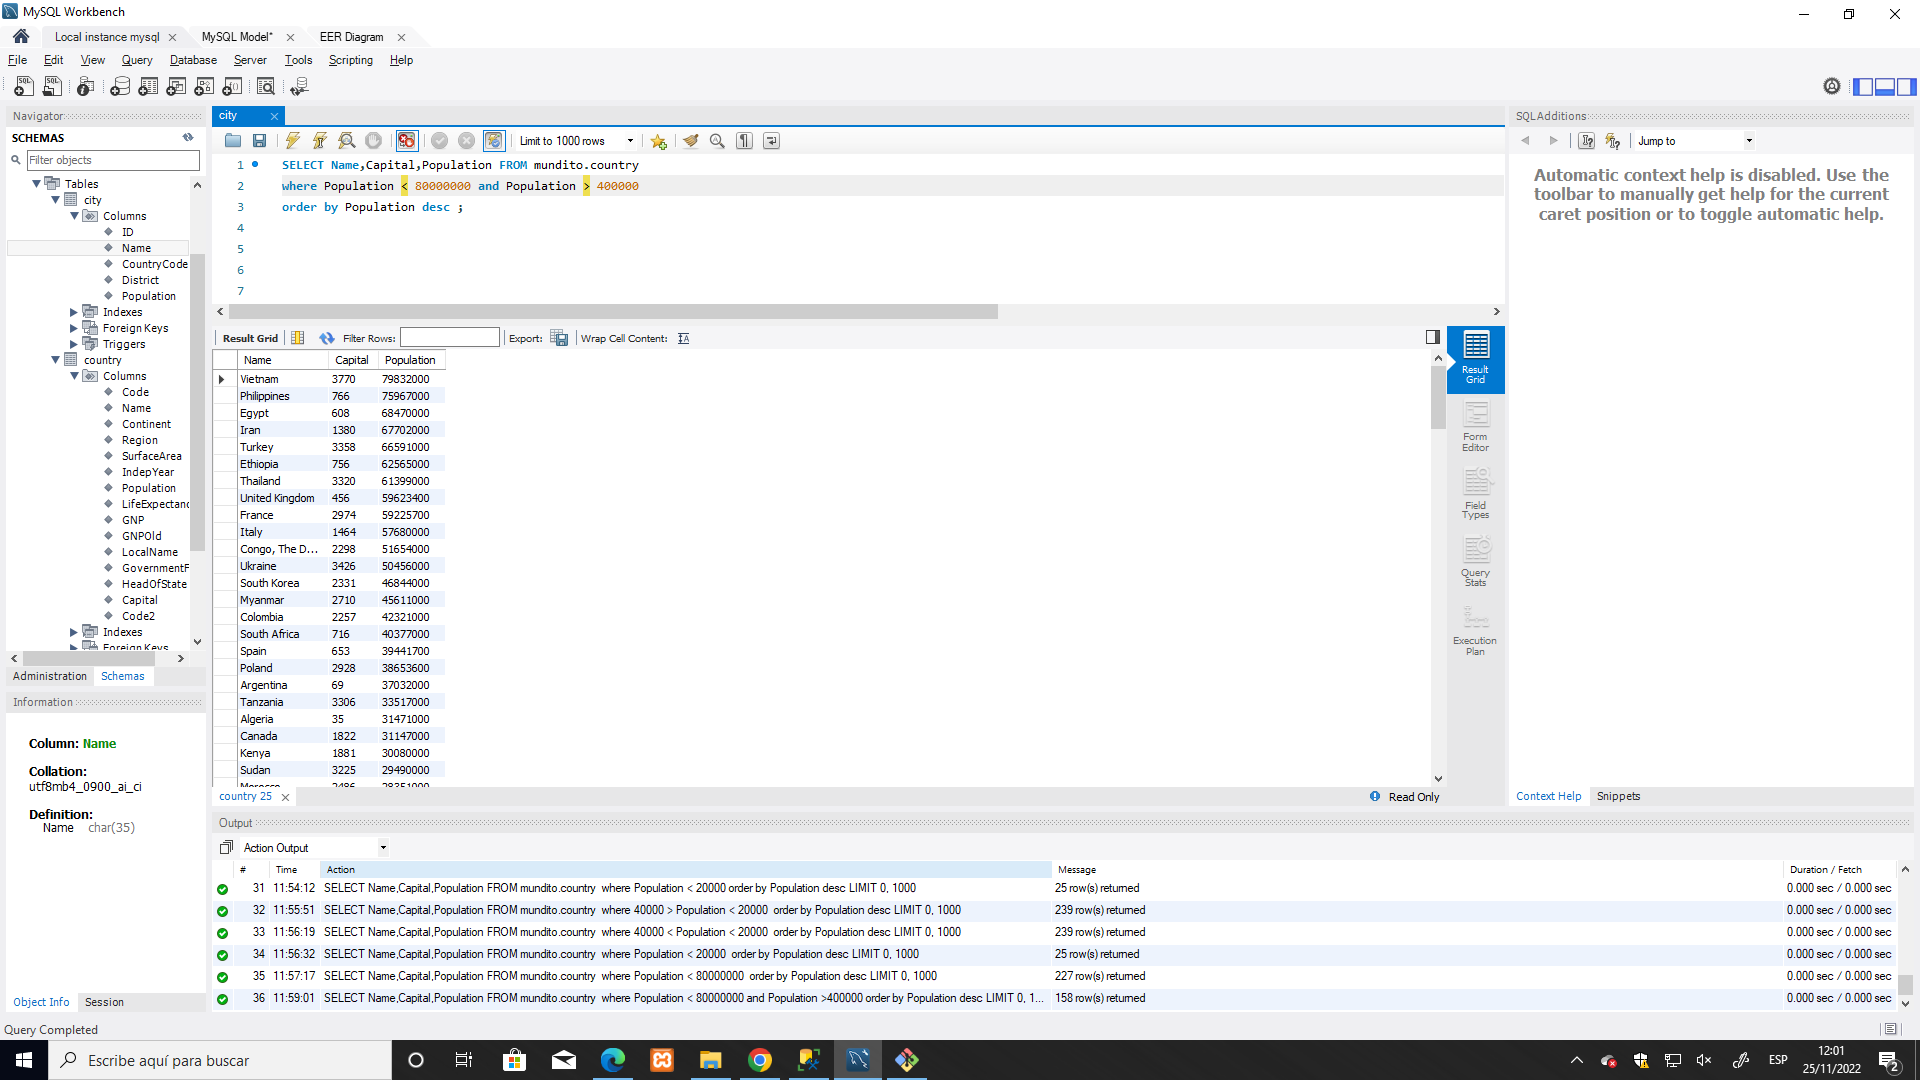 MySQL Workbench
Local instance mysql
MySQL Model*
EER Diagram
File Edit View Query Database Server Tools Scripting Help
Navigator
SCHEMAS
Filter objects
Tables
city
Columns
ID
Name
CountryCode
District
Population
Indexes
Foreign Keys
Triggers
country
Columns
Code
Name
Continent
Region
SurfaceArea
IndepYear
Population
LifeExpectanc
GNP
GNPOld
LocalName
GovernmentF
HeadOfState
Capital
Code2
Indexes
Foreign Keys
Administration Schemas
Information
Column: Name
Collation:
utf8mb4_0900_ai_ci
Definition:
Name char(35)
Object Info Session
Query Completed
city
Limit to 1000 rows
1 SELECT Name,Capital,Population FROM mundito.country
2 where Population < 80000000 and Population > 400000
3 order by Population desc ;
4
5
6
7
Result Grid Filter Rows: Export: Wrap Cell Content:
Name Capital Population
Vietnam 3770 79832000
Philippines 766 75967000
Egypt 608 68470000
Iran 1380 67702000
Turkey 3358 66591000
Ethiopia 756 62565000
Thailand 3320 61399000
United Kingdom 456 59623400
France 2974 59225700
Italy 1464 57680000
Congo, The D... 2298 51654000
Ukraine 3426 50456000
South Korea 2331 46844000
Myanmar 2710 45611000
Colombia 2257 42321000
South Africa 716 40377000
Spain 653 39441700
Poland 2928 38653600
Argentina 69 37032000
Tanzania 3306 33517000
Algeria 35 31471000
Canada 1822 31147000
Kenya 1881 30080000
Sudan 3225 29490000
Morocco 2486 28351000
Result Grid
Form Editor
Field Types
Query Stats
Execution Plan
country 25
Read Only
SQLAdditions
Jump to
Automatic context help is disabled. Use the
toolbar to manually get help for the current
caret position or to toggle automatic help.
Context Help Snippets
Output
Action Output
# Time Action Message Duration / Fetch
31 11:54:12 SELECT Name,Capital,Population FROM mundito.country where Population < 20000 order by Population desc LIMIT 0, 1000 25 row(s) returned 0.000 sec / 0.000 sec
32 11:55:51 SELECT Name,Capital,Population FROM mundito.country where 40000 > Population < 20000 order by Population desc LIMIT 0, 1000 239 row(s) returned 0.000 sec / 0.000 sec
33 11:56:19 SELECT Name,Capital,Population FROM mundito.country where 40000 < Population < 20000 order by Population desc LIMIT 0, 1000 239 row(s) returned 0.000 sec / 0.000 sec
34 11:56:32 SELECT Name,Capital,Population FROM mundito.country where Population < 20000 order by Population desc LIMIT 0, 1000 25 row(s) returned 0.000 sec / 0.000 sec
35 11:57:17 SELECT Name,Capital,Population FROM mundito.country where Population < 80000000 order by Population desc LIMIT 0, 1000 227 row(s) returned 0.000 sec / 0.000 sec
36 11:59:01 SELECT Name,Capital,Population FROM mundito.country where Population < 80000000 and Population >400000 order by Population desc LIMIT 0, 1... 158 row(s) returned 0.000 sec / 0.000 sec
Escribe aquí para buscar
ESP
12:01
25/11/2022
2